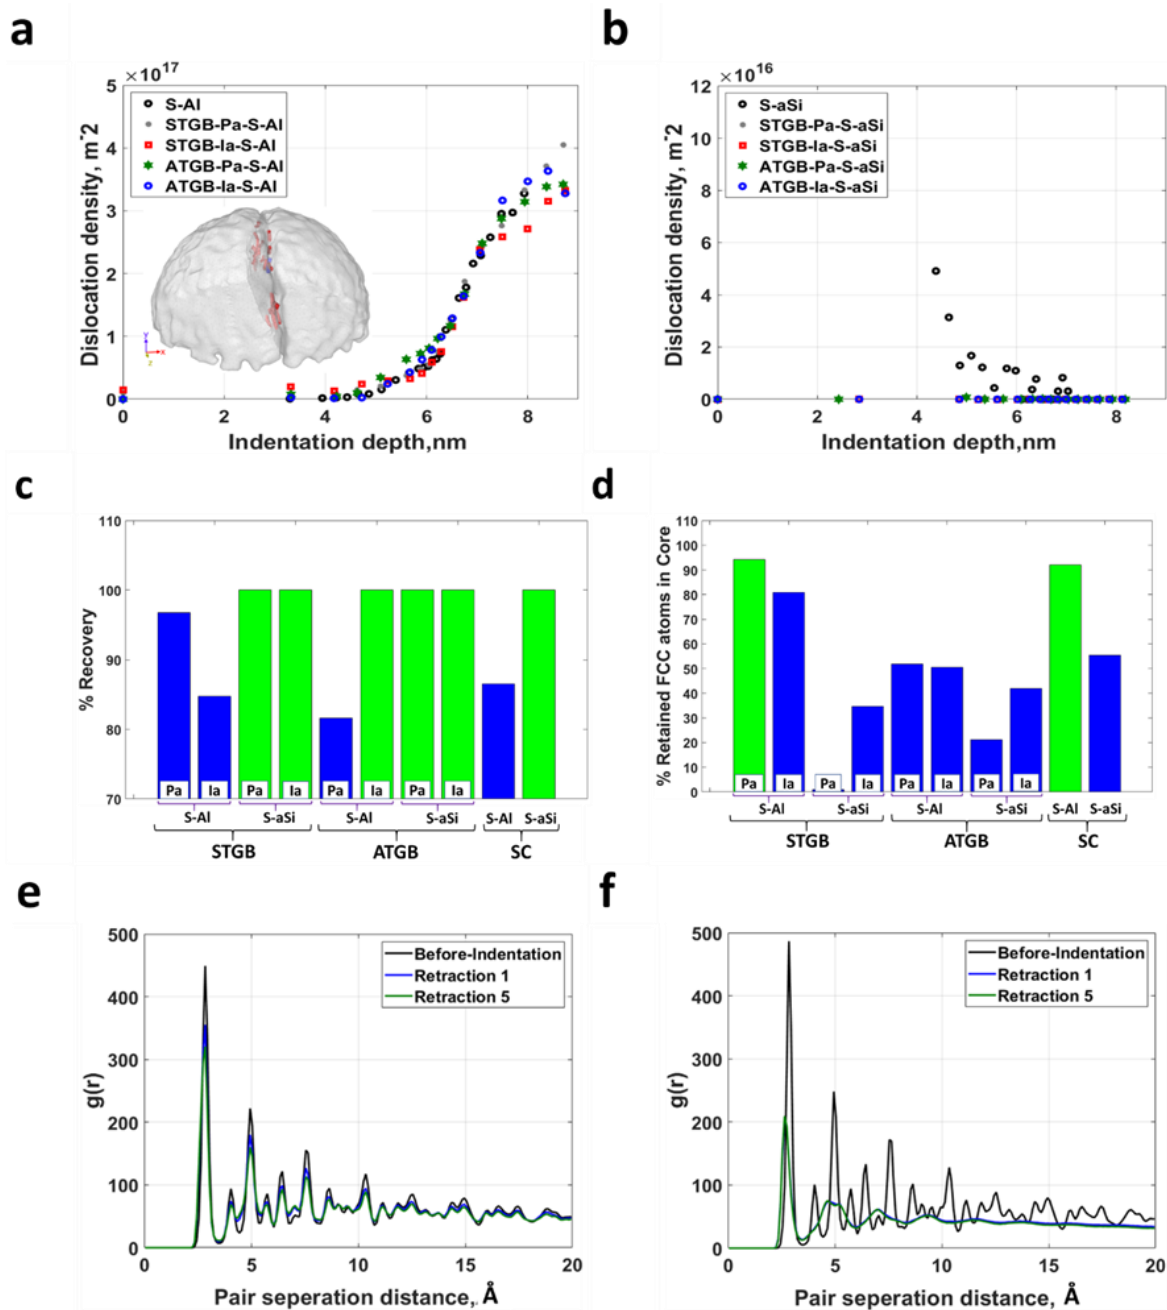 a
×10^17
5
4
3
2
1
0
Dislocation density, m^-2
S-Al
STGB-Pa-S-Al
STGB-Ia-S-Al
ATGB-Pa-S-Al
ATGB-Ia-S-Al
Y
X
Z
0 2 4 6 8
Indentation depth,nm
b
×10^16
12
10
8
6
4
2
0
Dislocation density, m^-2
S-aSi
STGB-Pa-S-aSi
STGB-Ia-S-aSi
ATGB-Pa-S-aSi
ATGB-Ia-S-aSi
0 2 4 6 8
Indentation depth,nm
c
110
100
90
80
70
% Recovery
Pa Ia Pa Ia Pa Ia Pa Ia
S-Al S-aSi S-Al S-aSi S-Al S-aSi
STGB ATGB SC
d
110
100
90
80
70
60
50
40
30
20
10
0
% Retained FCC atoms in Core
Pa Ia Pa Ia Pa Ia Pa Ia
S-Al S-aSi S-Al S-aSi S-Al S-aSi
STGB ATGB SC
e
500
400
300
200
100
0
g(r)
Before-Indentation
Retraction 1
Retraction 5
0 5 10 15 20
Pair seperation distance, Å
f
500
400
300
200
100
0
g(r)
Before-Indentation
Retraction 1
Retraction 5
0 5 10 15 20
Pair seperation distance, Å